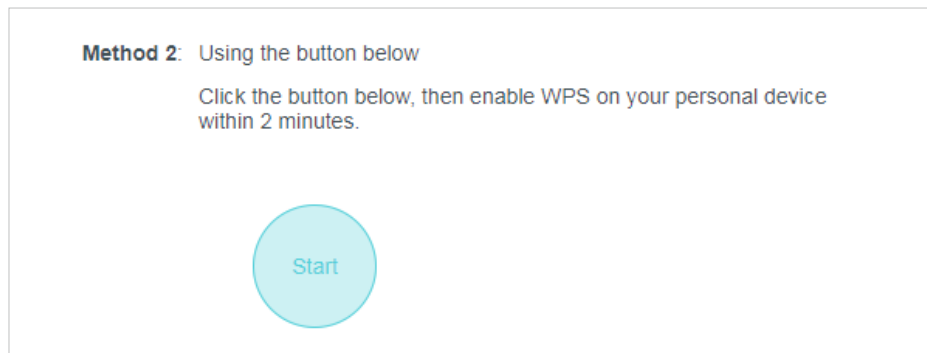 Method 2: Using the button below
Click the button below, then enable WPS on your personal device
within 2 minutes.
Start